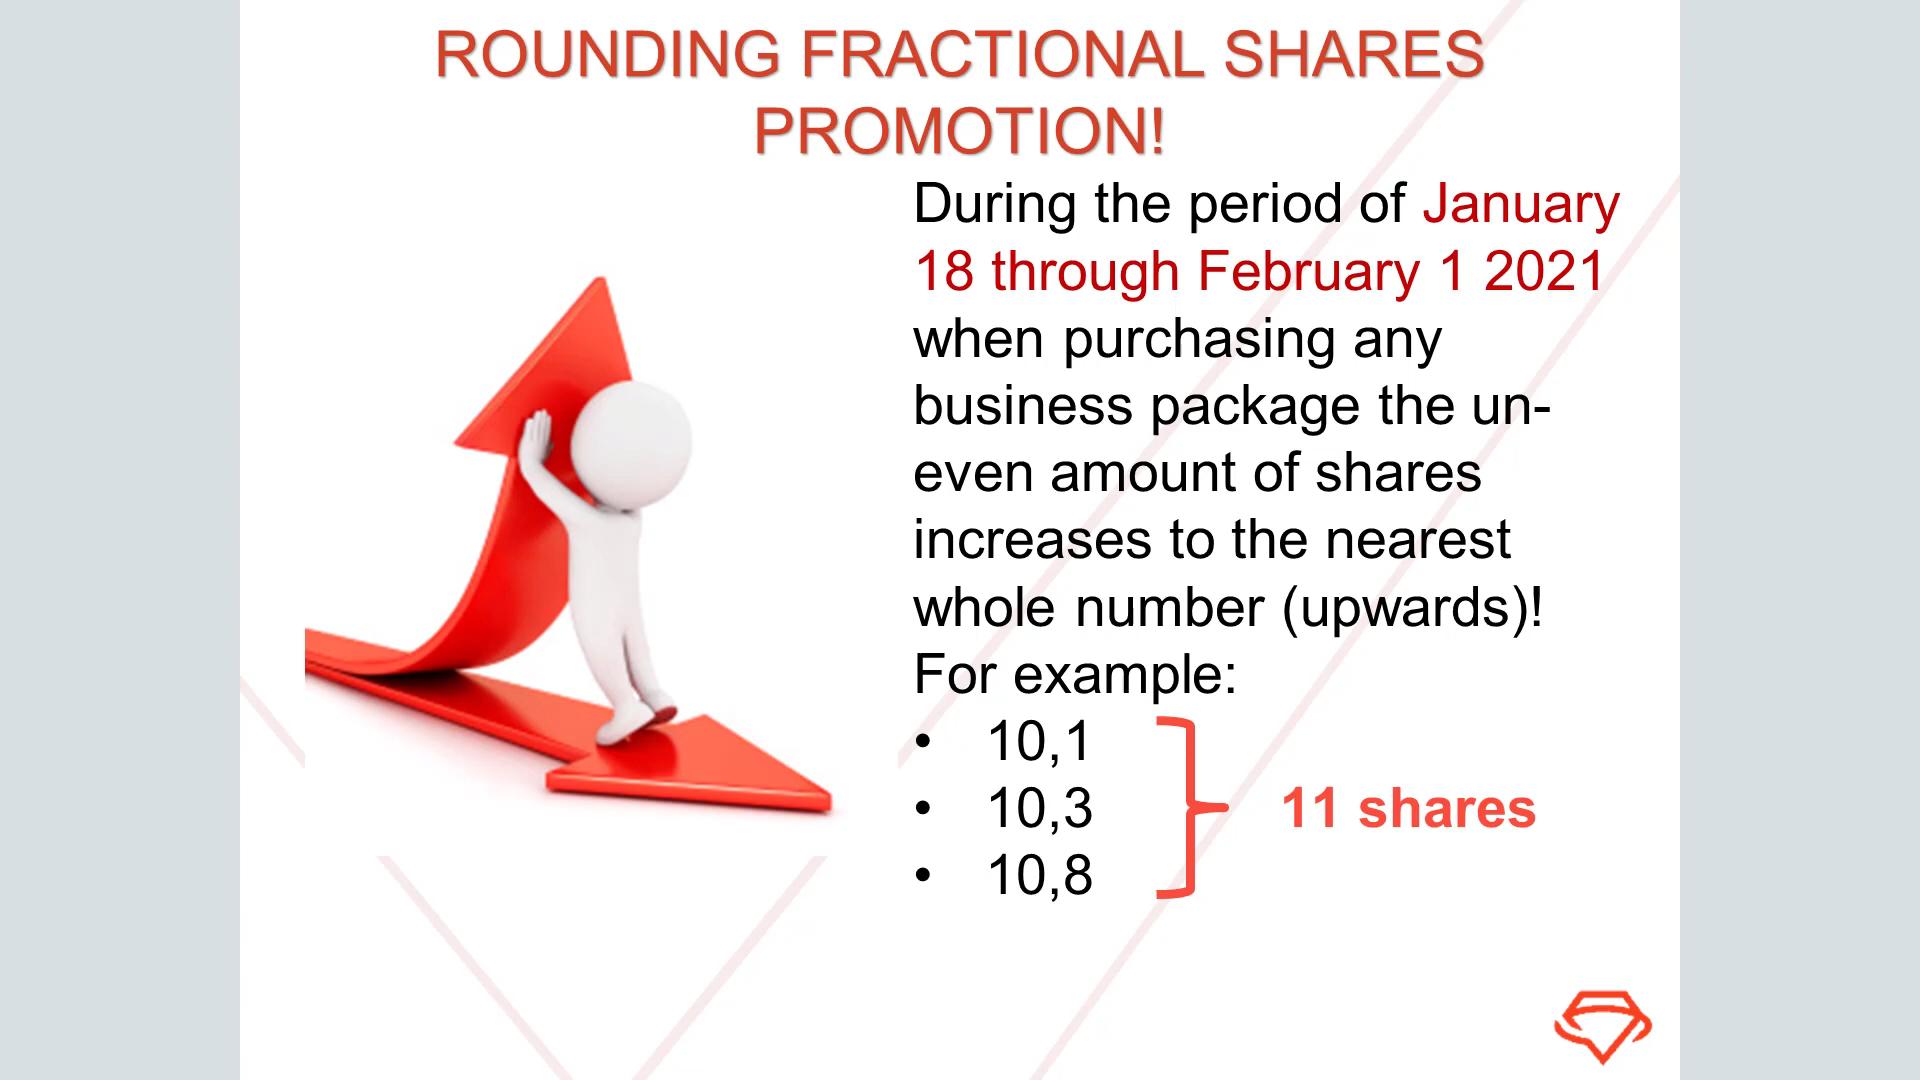 ROUNDING FRACTIONAL SHARES
PROMOTION!
During the period of January
18 through February 1 2021
when purchasing any
business package the un-
even amount of shares
increases to the nearest
whole number (upwards)!
For example:
• 10,1
• 10,3
• 10,8
11 shares